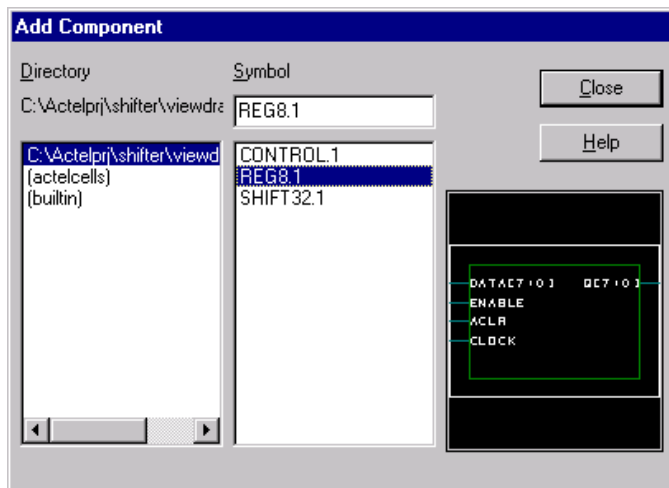 Add Component
Directory
Symbol
C:\Actelprj\shifter\viewdra
REG8.1
Close
Help
C:\Actelprj\shifter\viewd
(actelcells)
(builtin)
CONTROL.1
REG8.1
SHIFT32.1
DATA[7:0] Q[7:0]
ENABLE
ACLR
CLOCK